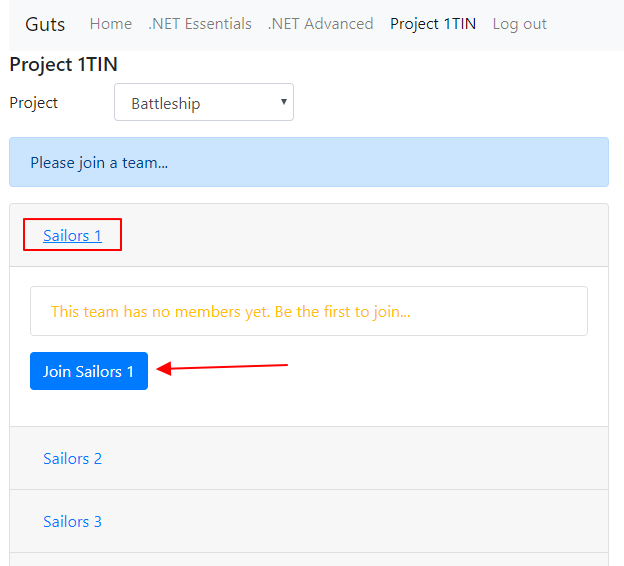 Guts Home .NET Essentials .NET Advanced Project 1TIN Log out
Project 1TIN
Project Battleship
Please join a team...
Sailors 1
This team has no members yet. Be the first to join...
Join Sailors 1
Sailors 2
Sailors 3